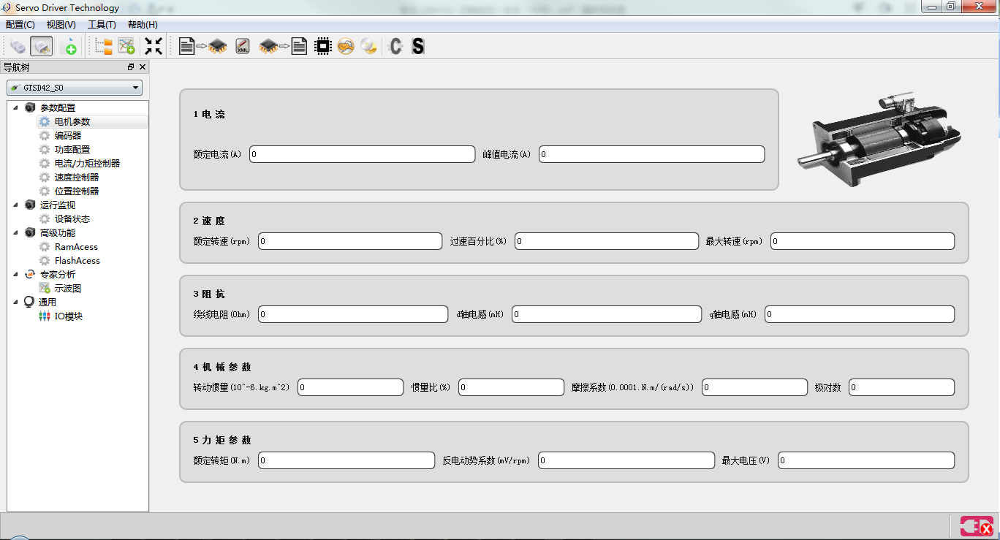 Servo Driver Technology
配置(C) 视图(V) 工具(T) 帮助(H)
XML C S
导航树
GTSD42_S0
参数配置
电机参数
编码器
功率配置
电流/力矩控制器
速度控制器
位置控制器
运行监视
设备状态
高级功能
RamAcess
FlashAcess
专家分析
示波图
通用
IO模块
1 电 流
额定电流(A) 0 峰值电流(A) 0
2 速 度
额定转速(rpm) 0 过速百分比(%) 0 最大转速(rpm) 0
3 阻 抗
绕线电阻(Ohm) 0 d轴电感(mH) 0 q轴电感(mH) 0
4 机 械 参 数
转动惯量(10^-6.kg.m^2) 0 惯量比(%) 0 摩擦系数(0.0001.N.m/(rad/s)) 0 极对数 0
5 力 矩 参 数
额定转矩(N.m) 0 反电动势系数(mV/rpm) 0 最大电压(V) 0